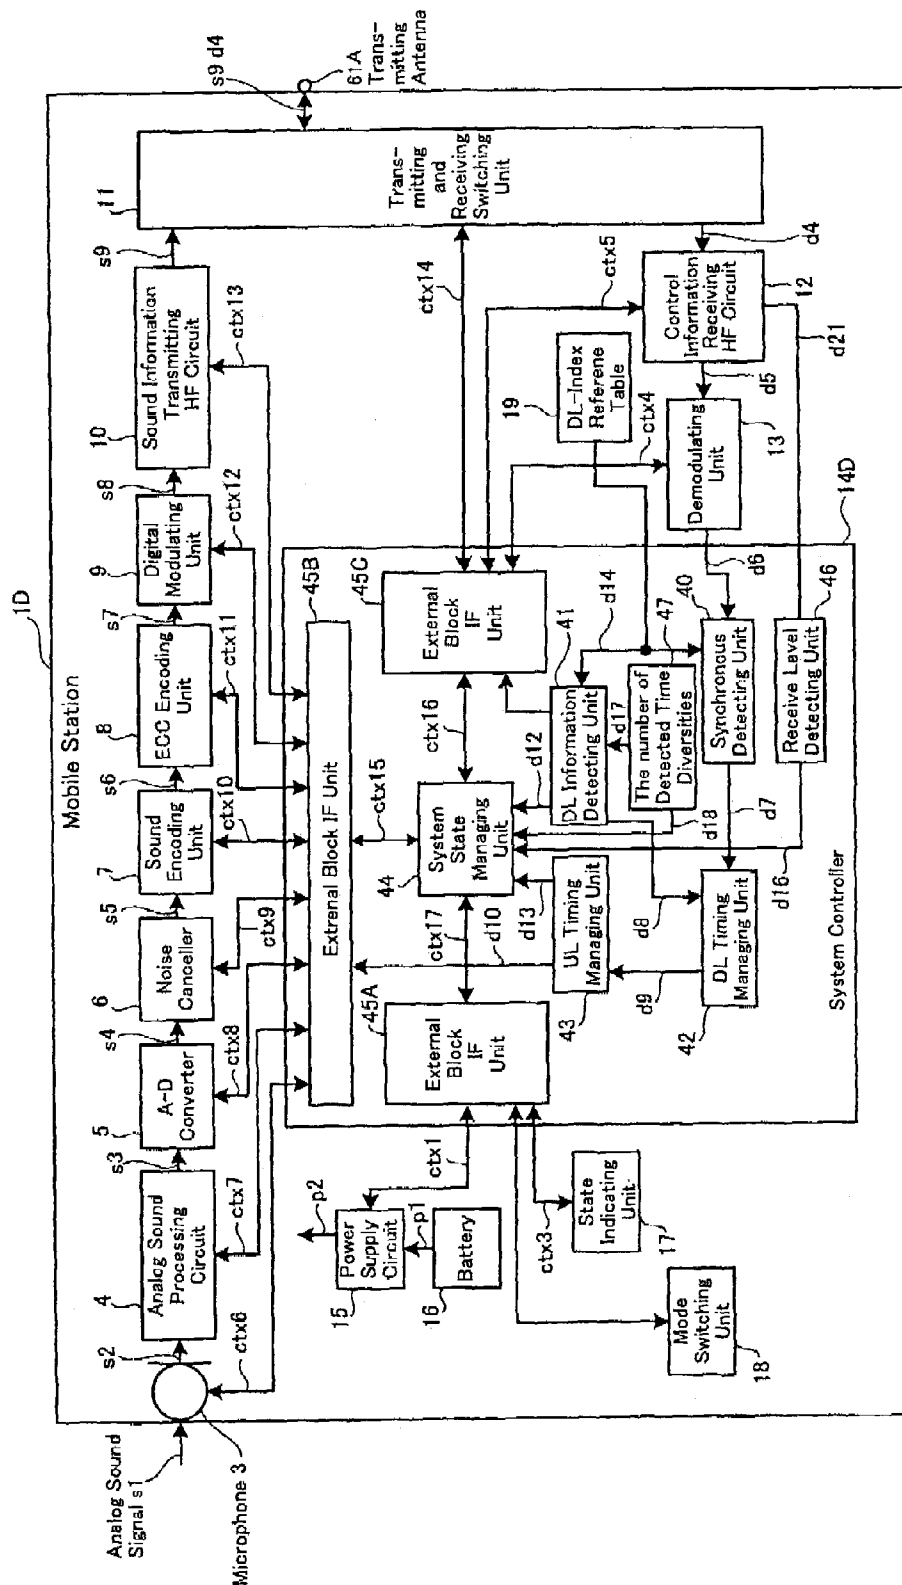 Mobile Station
1D
Analog Sound
Signal s1
Microphone 3
s2
4
Analog Sound
Processing
Circuit
s3
5
A-D
Converter
s4
6
Noise
Canceller
s5
7
Sound
Encoding
Unit
s6
8
ECC Encoding
Unit
s7
9
Digital
Modulating
Unit
s8
10
Sound Information
Transmitting
HF Circuit
s9
11
Trans-
mitting
and
Receiving
Switching
Unit
s9 d4
61A
Trans-
mitting
Antenna
ctx6
ctx7
ctx8
ctx9
ctx10
ctx11
ctx12
ctx13
45B
Extrenal Block IF Unit
p2
15
Power
Supply
Circuit
p1
16
Battery
ctx1
45A
External Block
IF
Unit
ctx17
44
System
State
Managing
Unit
ctx15
ctx16
45C
External Block
IF
Unit
ctx14
ctx5
ctx4
19
DL-Index
Referene
Table
12
Control
Information
Receiving
HF Circuit
d4
d5
d21
13
Demodulating
Unit
d6
ctx3
17
State
Indicating
Unit
18
Mode
Switching
Unit
d10
d13
43
UL Timing
Managing Unit
d9
42
DL Timing
Managing Unit
d8
d12
41
DL Information
Detecting Unit
d14
d17
47
The number of
Detected Time
Diversities
d18
40
Synchronous
Detecting Unit
d7
46
Receive Level
Detecting Unit
d16
System Controller
14D